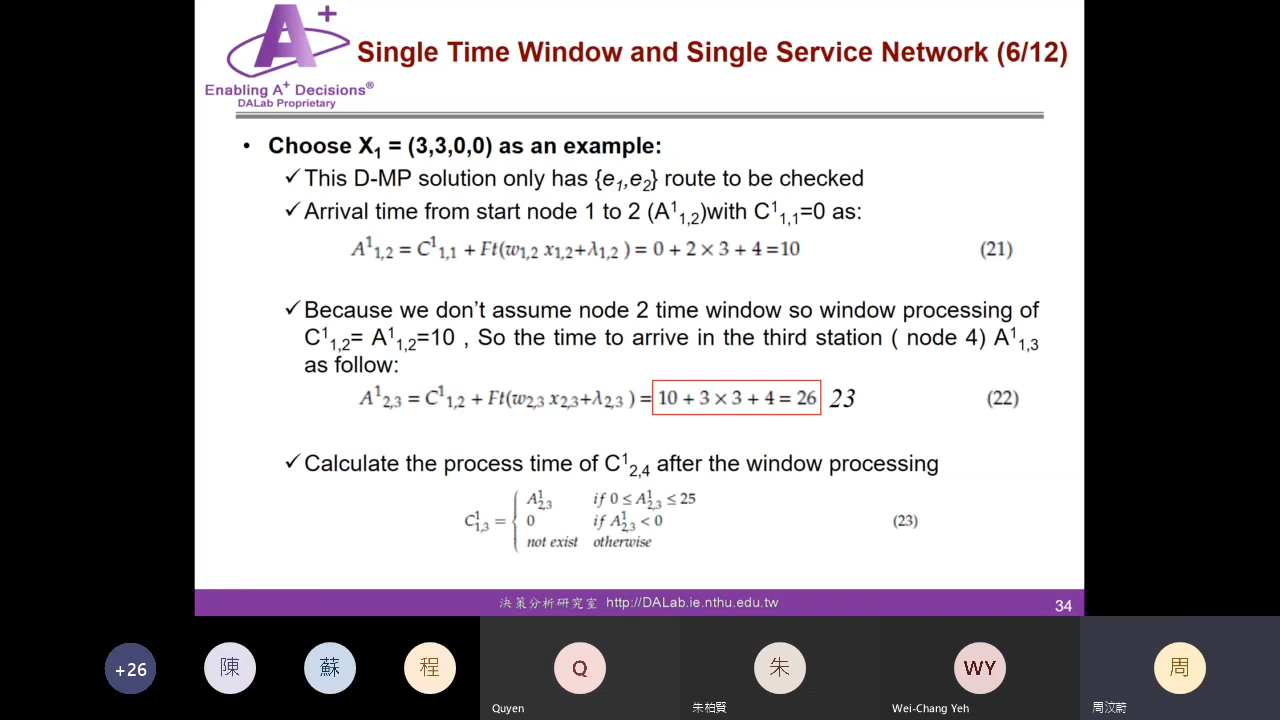 A+
Enabling A+ Decisions®
DALab Proprietary
Single Time Window and Single Service Network (6/12)
• Choose X1 = (3,3,0,0) as an example:
✓This D-MP solution only has {e1,e2} route to be checked
✓Arrival time from start node 1 to 2 (A¹1,2)with C¹1,1=0 as:
A¹1,2 = C¹1,1 + Ft(w1,2 x1,2+λ1,2 ) = 0 + 2 × 3 + 4 =10 (21)
✓Because we don't assume node 2 time window so window processing of
C¹1,2= A¹1,2=10 , So the time to arrive in the third station ( node 4) A¹1,3
as follow:
A¹2,3 = C¹1,2 + Ft(w2,3 x2,3+λ2,3 ) = 10 + 3 × 3 + 4 = 26 23 (22)
✓Calculate the process time of C¹2,4 after the window processing
C¹1,3 = { A¹2,3 if 0 ≤ A¹2,3 ≤ 25
0 if A¹2,3 < 0 (23)
not exist otherwise
決策分析研究室 http://DALab.ie.nthu.edu.tw
34
+26 陳 蘇 程 Q 朱 WY 周
Quyen 朱柏賢 Wei-Chang Yeh 周汶蔚